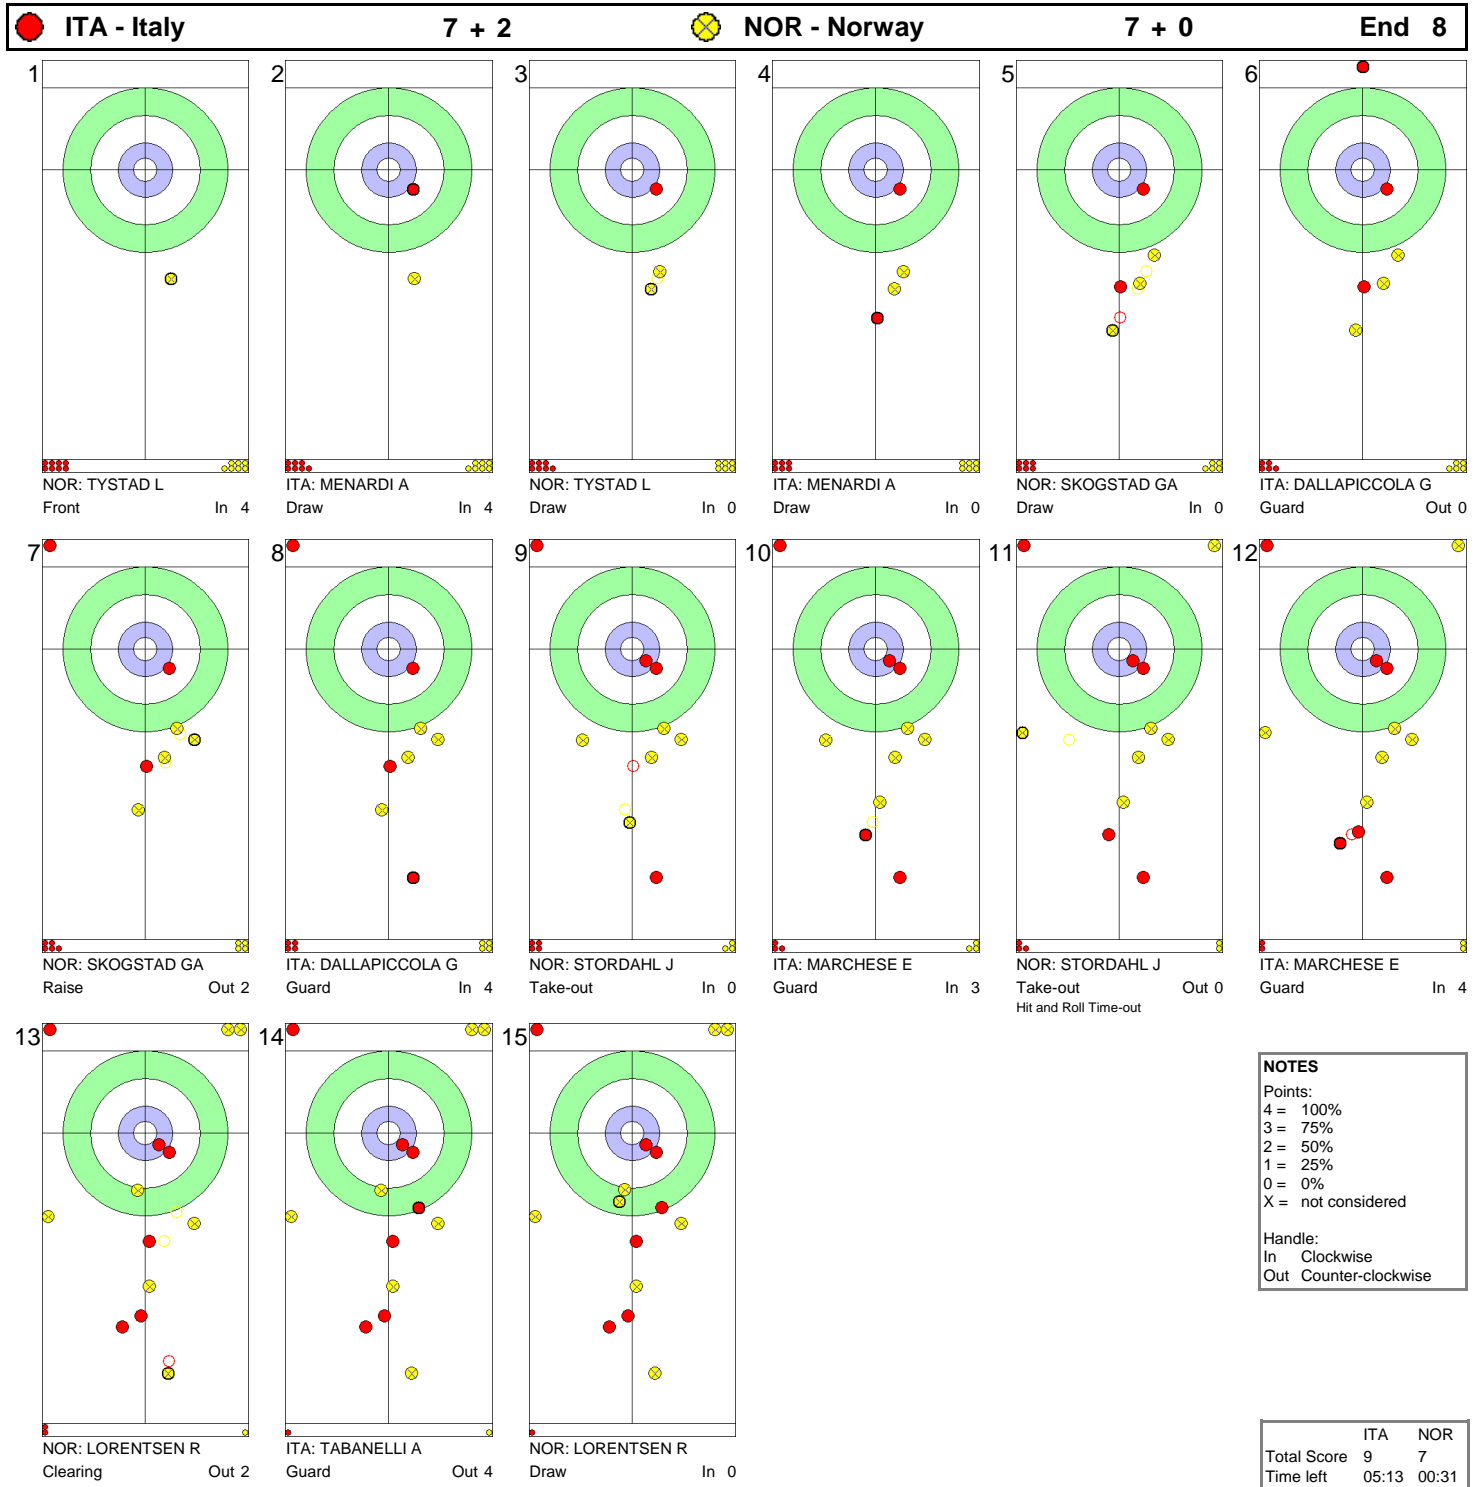 ITA - Italy 7 + 2 NOR - Norway 7 + 0 End 8
1 2 3 4 5 6
NOR: TYSTAD L ITA: MENARDI A NOR: TYSTAD L ITA: MENARDI A NOR: SKOGSTAD GA ITA: DALLAPICCOLA G
Front In 4 Draw In 4 Draw In 0 Draw In 0 Draw In 0 Guard Out 0
7 8 9 10 11 12
NOR: SKOGSTAD GA ITA: DALLAPICCOLA G NOR: STORDAHL J ITA: MARCHESE E NOR: STORDAHL J ITA: MARCHESE E
Raise Out 2 Guard In 4 Take-out In 0 Guard In 3 Take-out Out 0 Guard In 4
Hit and Roll Time-out
13 14 15
NOR: LORENTSEN R ITA: TABANELLI A NOR: LORENTSEN R
Clearing Out 2 Guard Out 4 Draw In 0
NOTES
Points:
4 = 100%
3 = 75%
2 = 50%
1 = 25%
0 = 0%
X = not considered
Handle:
In Clockwise
Out Counter-clockwise
ITA NOR
Total Score 9 7
Time left 05:13 00:31